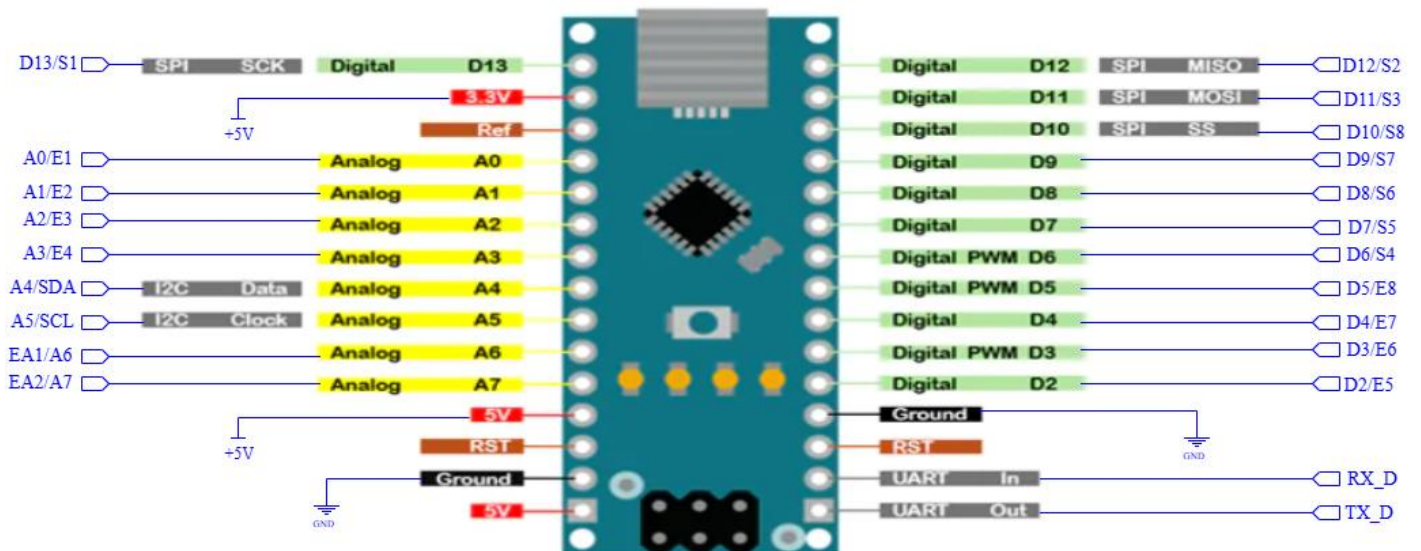 D13/S1 SPI SCK Digital D13 Digital D12 SPI MISO D12/S2
3.3V Digital D11 SPI MOSI D11/S3
+5V
Ref Digital D10 SPI SS D10/S8
A0/E1 Analog A0 Digital D9 D9/S7
A1/E2 Analog A1 Digital D8 D8/S6
A2/E3 Analog A2 Digital D7 D7/S5
A3/E4 Analog A3 Digital PWM D6 D6/S4
A4/SDA I2C Data Analog A4 Digital PWM D5 D5/E8
A5/SCL I2C Clock Analog A5 Digital D4 D4/E7
EA1/A6 Analog A6 Digital PWM D3 D3/E6
EA2/A7 Analog A7 Digital D2 D2/E5
5V Ground
+5V RST RST GND
Ground UART In RX_D
GND 5V UART Out TX_D